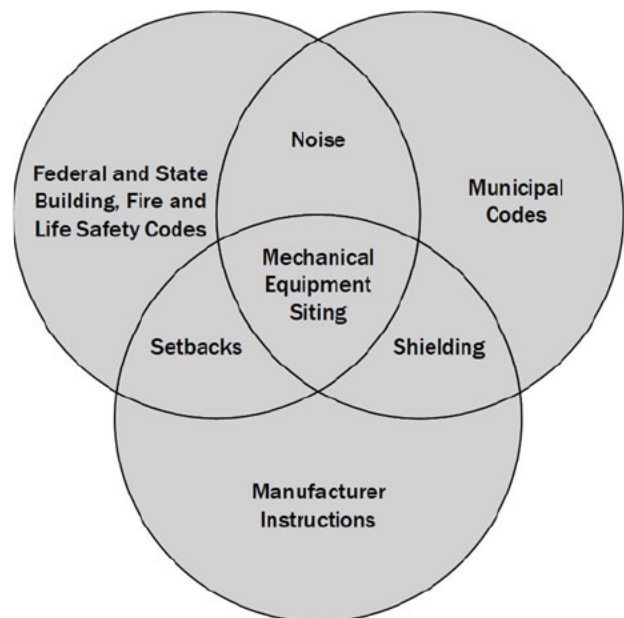 Noise
Federal and State
Building, Fire and
Life Safety Codes
Municipal
Codes
Mechanical
Equipment
Siting
Setbacks
Shielding
Manufacturer
Instructions